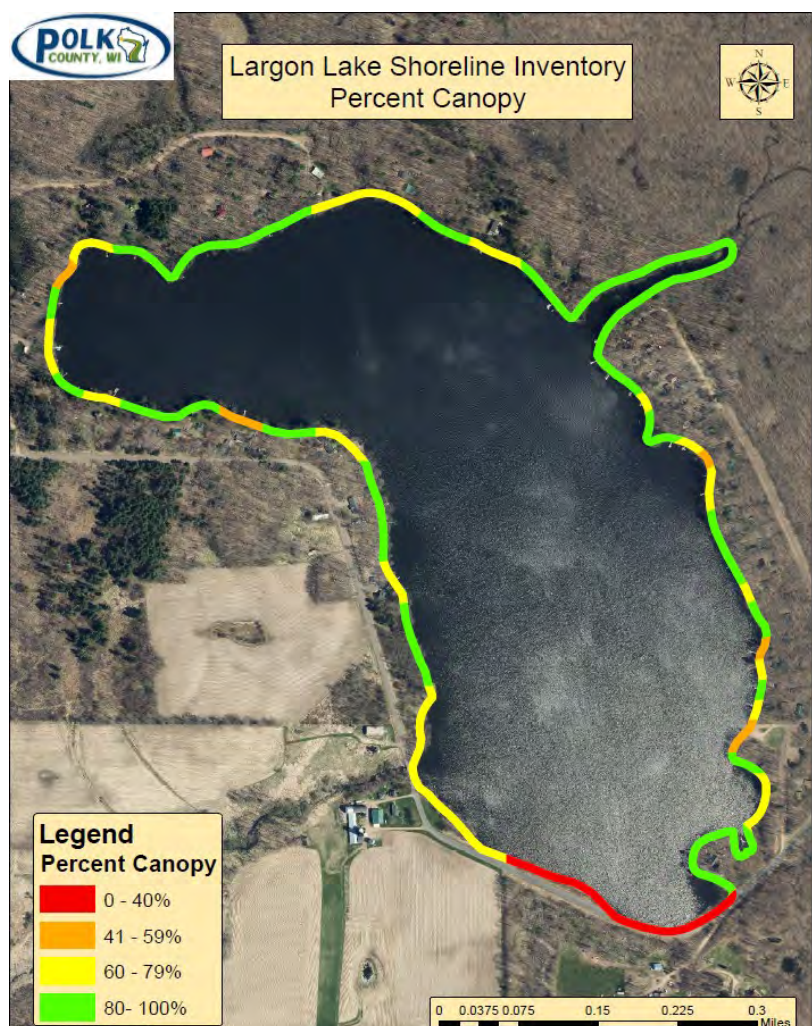 POLK
COUNTY, WI
Largon Lake Shoreline Inventory
Percent Canopy
N
W E
S
Legend
Percent Canopy
0 - 40%
41 - 59%
60 - 79%
80- 100%
0 0.0375 0.075 0.15 0.225 0.3
Miles